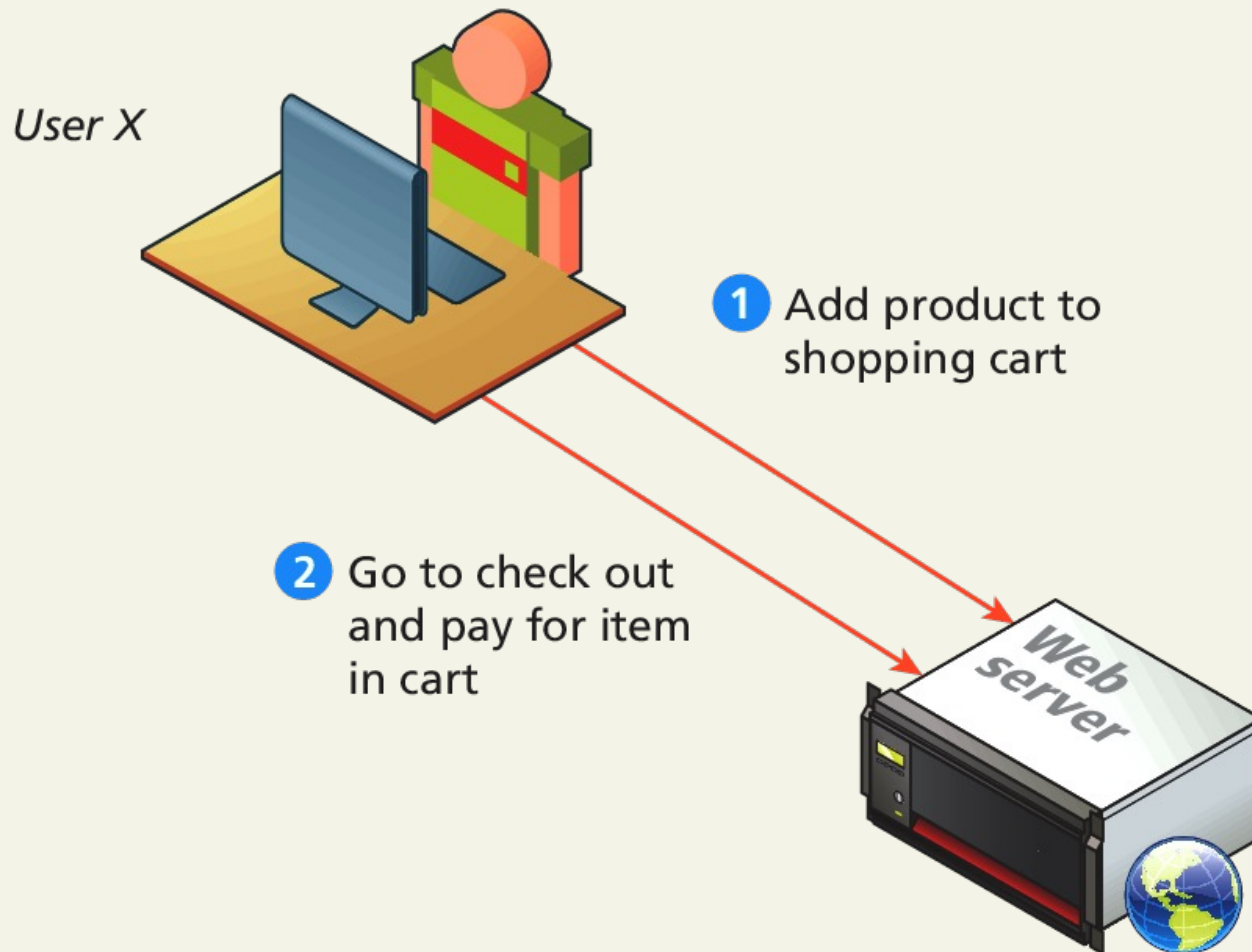 User X
1 Add product to
shopping cart
2 Go to check out
and pay for item
in cart
Web
server